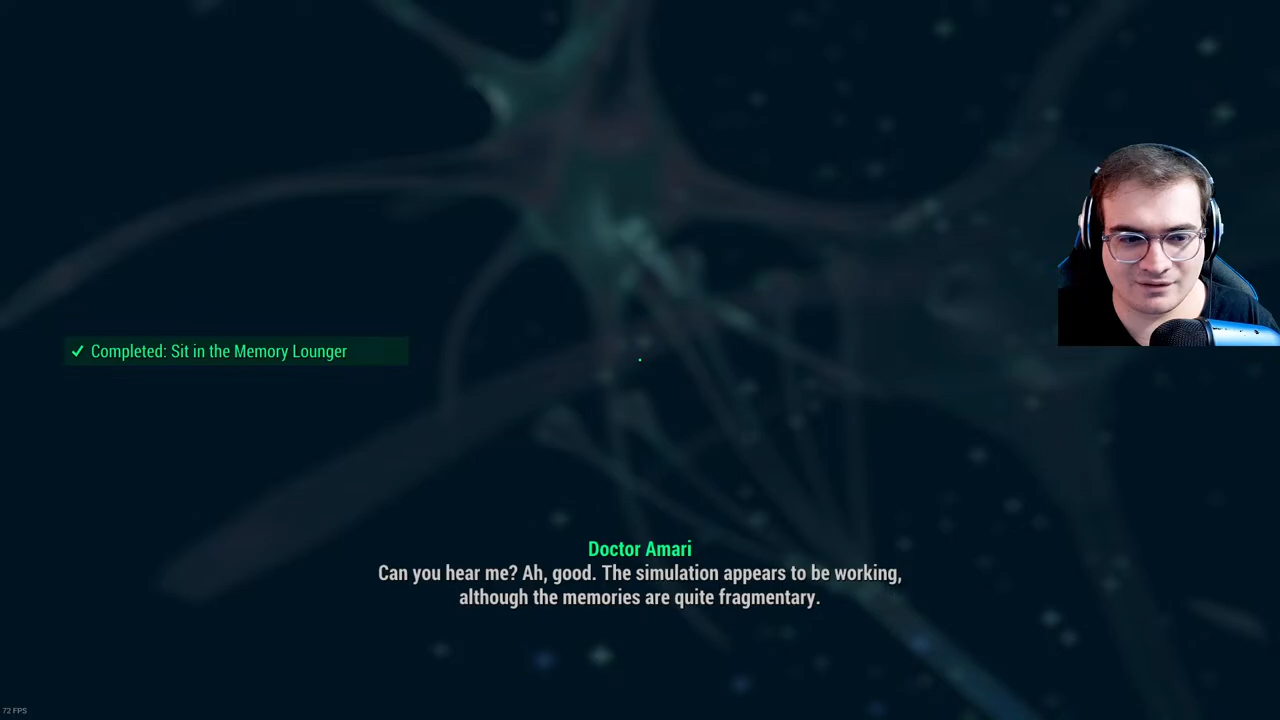 ✓ Completed: Sit in the Memory Lounger
Doctor Amari
Can you hear me? Ah, good. The simulation appears to be working,
although the memories are quite fragmentary.
72 FPS